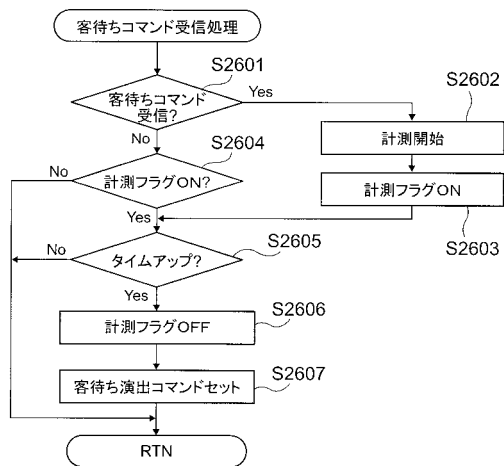 客待ちコマンド受信処理
S2601
客待ちコマンド
受信?
Yes
No
S2602
計測開始
S2604
計測フラグON?
No
Yes
計測フラグON
S2603
S2605
タイムアップ?
No
Yes
S2606
計測フラグOFF
S2607
客待ち演出コマンドセット
RTN